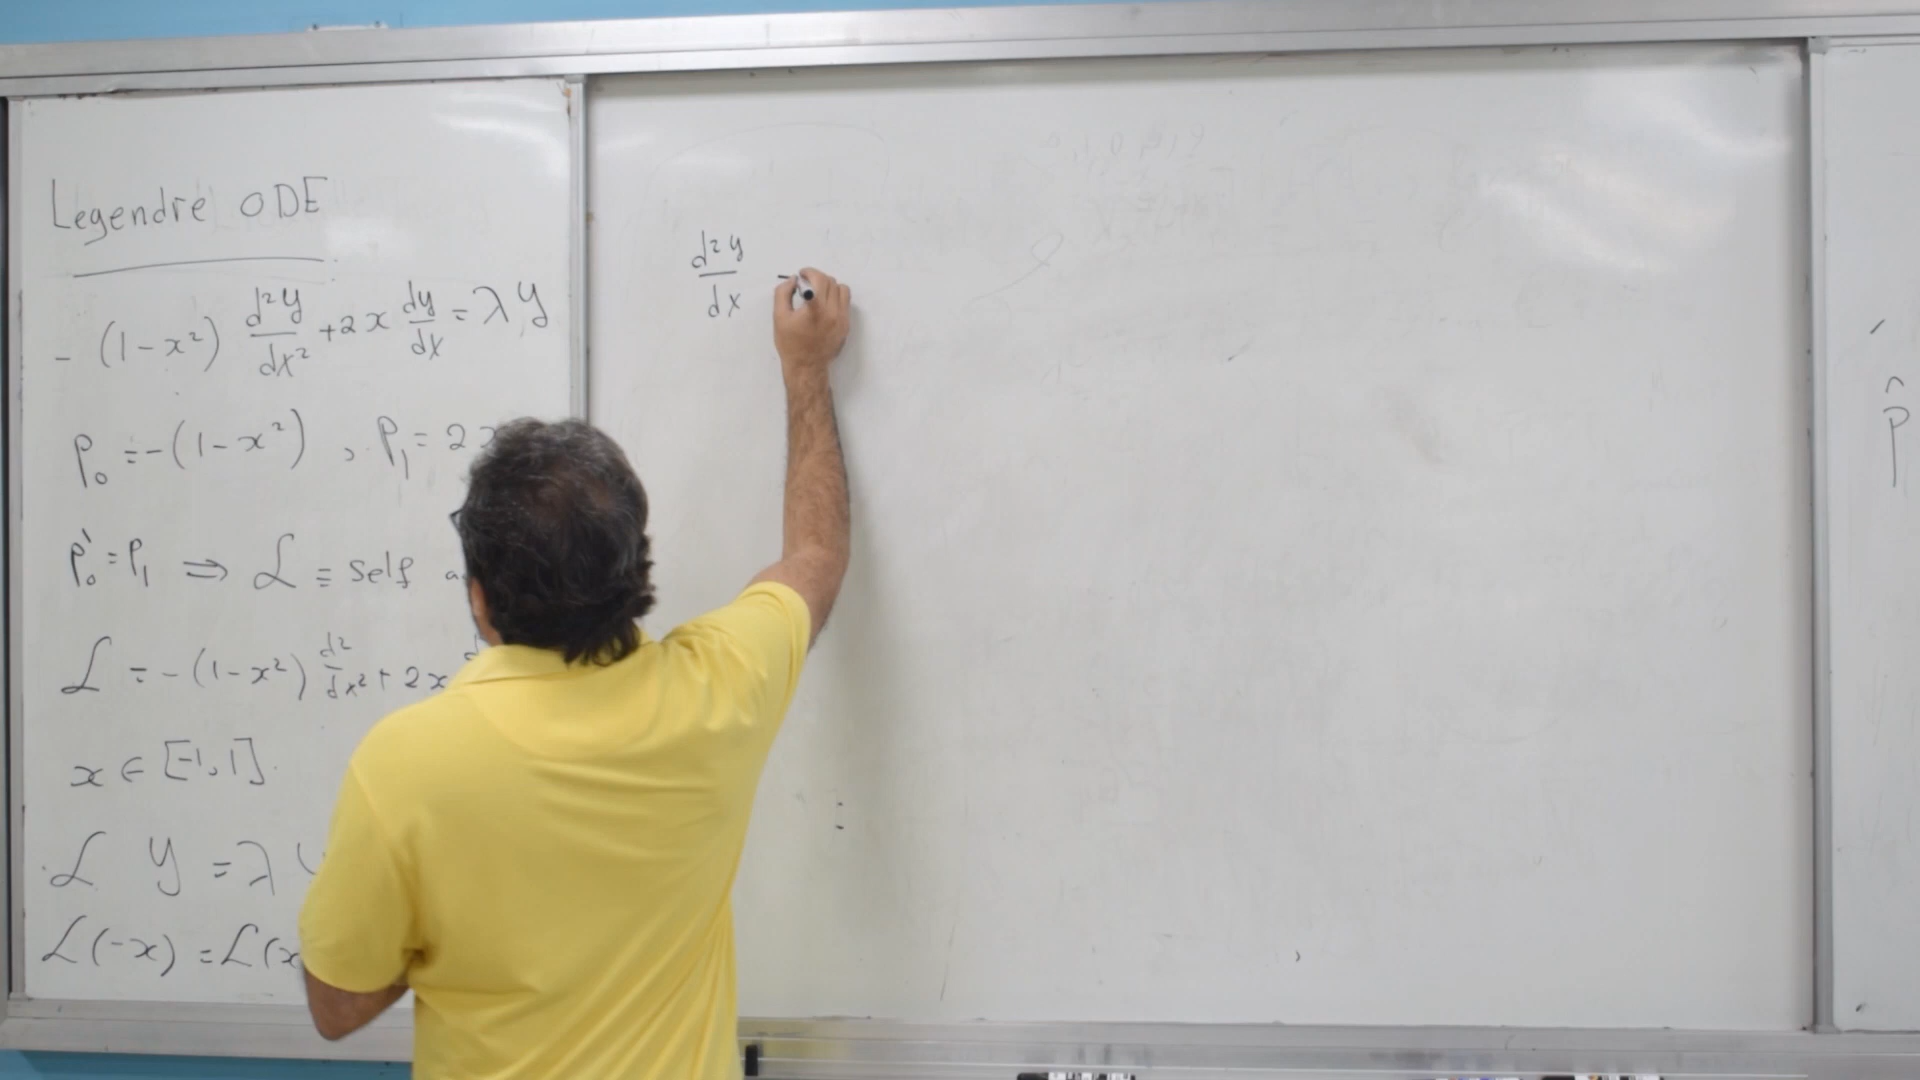 Legendre ODE
- (1-x²) d²y/dx² + 2x dy/dx = λ y
p₀ = -(1-x²) , p₁ = 2x
p₀' = p₁ ⇒ ℒ ≡ self
ℒ = -(1-x²) d²/dx² + 2x
x ∈ [-1,1]
ℒ y = λ
ℒ(-x) = ℒ(x
d²y/dx -
p̂